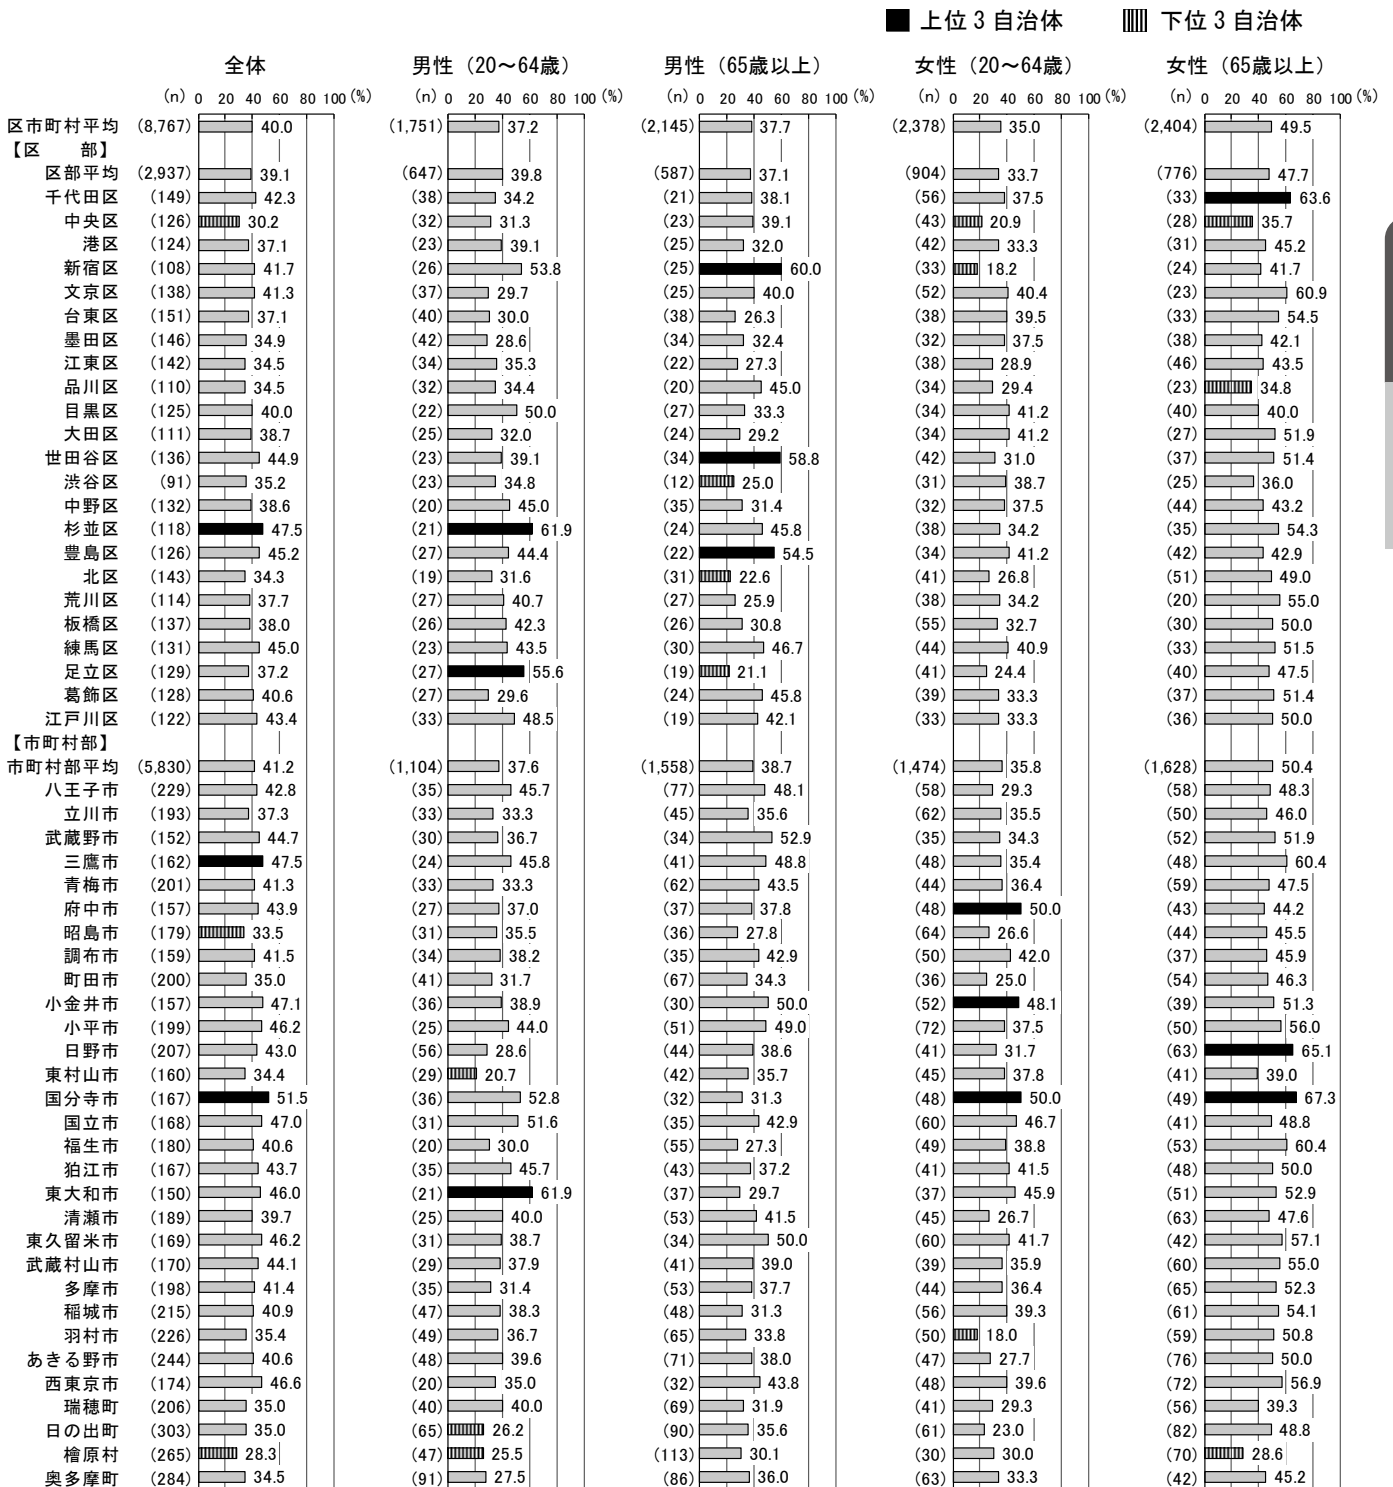 上位3自治体 下位3自治体
全体 男性（20～64歳） 男性（65歳以上） 女性（20～64歳） 女性（65歳以上）
(n) 0 20 40 60 80 100 (%) (n) 0 20 40 60 80 100 (%) (n) 0 20 40 60 80 100 (%) (n) 0 20 40 60 80 100 (%) (n) 0 20 40 60 80 100 (%)
区市町村平均 (8,767) 40.0 (1,751) 37.2 (2,145) 37.7 (2,378) 35.0 (2,404) 49.5
【区 部】
区部平均 (2,937) 39.1 (647) 39.8 (587) 37.1 (904) 33.7 (776) 47.7
千代田区 (149) 42.3 (38) 34.2 (21) 38.1 (56) 37.5 (33) 63.6
中央区 (126) 30.2 (32) 31.3 (23) 39.1 (43) 20.9 (28) 35.7
港区 (124) 37.1 (23) 39.1 (25) 32.0 (42) 33.3 (31) 45.2
新宿区 (108) 41.7 (26) 53.8 (25) 60.0 (33) 18.2 (24) 41.7
文京区 (138) 41.3 (37) 29.7 (25) 40.0 (52) 40.4 (23) 60.9
台東区 (151) 37.1 (40) 30.0 (38) 26.3 (38) 39.5 (33) 54.5
墨田区 (146) 34.9 (42) 28.6 (34) 32.4 (32) 37.5 (38) 42.1
江東区 (142) 34.5 (34) 35.3 (22) 27.3 (38) 28.9 (46) 43.5
品川区 (110) 34.5 (32) 34.4 (20) 45.0 (34) 29.4 (23) 34.8
目黒区 (125) 40.0 (22) 50.0 (27) 33.3 (34) 41.2 (40) 40.0
大田区 (111) 38.7 (25) 32.0 (24) 29.2 (34) 41.2 (27) 51.9
世田谷区 (136) 44.9 (23) 39.1 (34) 58.8 (42) 31.0 (37) 51.4
渋谷区 (91) 35.2 (23) 34.8 (12) 25.0 (31) 38.7 (25) 36.0
中野区 (132) 38.6 (20) 45.0 (35) 31.4 (32) 37.5 (44) 43.2
杉並区 (118) 47.5 (21) 61.9 (24) 45.8 (38) 34.2 (35) 54.3
豊島区 (126) 45.2 (27) 44.4 (22) 54.5 (34) 41.2 (42) 42.9
北区 (143) 34.3 (19) 31.6 (31) 22.6 (41) 26.8 (51) 49.0
荒川区 (114) 37.7 (27) 40.7 (27) 25.9 (38) 34.2 (20) 55.0
板橋区 (137) 38.0 (26) 42.3 (26) 30.8 (55) 32.7 (30) 50.0
練馬区 (131) 45.0 (23) 43.5 (30) 46.7 (44) 40.9 (33) 51.5
足立区 (129) 37.2 (27) 55.6 (19) 21.1 (41) 24.4 (40) 47.5
葛飾区 (128) 40.6 (27) 29.6 (24) 45.8 (39) 33.3 (37) 51.4
江戸川区 (122) 43.4 (33) 48.5 (19) 42.1 (33) 33.3 (36) 50.0
【市町村部】
市町村部平均 (5,830) 41.2 (1,104) 37.6 (1,558) 38.7 (1,474) 35.8 (1,628) 50.4
八王子市 (229) 42.8 (35) 45.7 (77) 48.1 (58) 29.3 (58) 48.3
立川市 (193) 37.3 (33) 33.3 (45) 35.6 (62) 35.5 (50) 46.0
武蔵野市 (152) 44.7 (30) 36.7 (34) 52.9 (35) 34.3 (52) 51.9
三鷹市 (162) 47.5 (24) 45.8 (41) 48.8 (48) 35.4 (48) 60.4
青梅市 (201) 41.3 (33) 33.3 (62) 43.5 (44) 36.4 (59) 47.5
府中市 (157) 43.9 (27) 37.0 (37) 37.8 (48) 50.0 (43) 44.2
昭島市 (179) 33.5 (31) 35.5 (36) 27.8 (64) 26.6 (44) 45.5
調布市 (159) 41.5 (34) 38.2 (35) 42.9 (50) 42.0 (37) 45.9
町田市 (200) 35.0 (41) 31.7 (67) 34.3 (36) 25.0 (54) 46.3
小金井市 (157) 47.1 (36) 38.9 (30) 50.0 (52) 48.1 (39) 51.3
小平市 (199) 46.2 (25) 44.0 (51) 49.0 (72) 37.5 (50) 56.0
日野市 (207) 43.0 (56) 28.6 (44) 38.6 (41) 31.7 (63) 65.1
東村山市 (160) 34.4 (29) 20.7 (42) 35.7 (45) 37.8 (41) 39.0
国分寺市 (167) 51.5 (36) 52.8 (32) 31.3 (48) 50.0 (49) 67.3
国立市 (168) 47.0 (31) 51.6 (35) 42.9 (60) 46.7 (41) 48.8
福生市 (180) 40.6 (20) 30.0 (55) 27.3 (49) 38.8 (53) 60.4
狛江市 (167) 43.7 (35) 45.7 (43) 37.2 (41) 41.5 (48) 50.0
東大和市 (150) 46.0 (21) 61.9 (37) 29.7 (37) 45.9 (51) 52.9
清瀬市 (189) 39.7 (25) 40.0 (53) 41.5 (45) 26.7 (63) 47.6
東久留米市 (169) 46.2 (31) 38.7 (34) 50.0 (60) 41.7 (42) 57.1
武蔵村山市 (170) 44.1 (29) 37.9 (41) 39.0 (39) 35.9 (60) 55.0
多摩市 (198) 41.4 (35) 31.4 (53) 37.7 (44) 36.4 (65) 52.3
稲城市 (215) 40.9 (47) 38.3 (48) 31.3 (56) 39.3 (61) 54.1
羽村市 (226) 35.4 (49) 36.7 (65) 33.8 (50) 18.0 (59) 50.8
あきる野市 (244) 40.6 (48) 39.6 (71) 38.0 (47) 27.7 (76) 50.0
西東京市 (174) 46.6 (20) 35.0 (32) 43.8 (48) 39.6 (72) 56.9
瑞穂町 (206) 35.0 (40) 40.0 (69) 31.9 (41) 29.3 (56) 39.3
日の出町 (303) 35.0 (65) 26.2 (90) 35.6 (61) 23.0 (82) 48.8
檜原村 (265) 28.3 (47) 25.5 (113) 30.1 (30) 30.0 (70) 28.6
奥多摩町 (284) 34.5 (91) 27.5 (86) 36.0 (63) 33.3 (42) 45.2